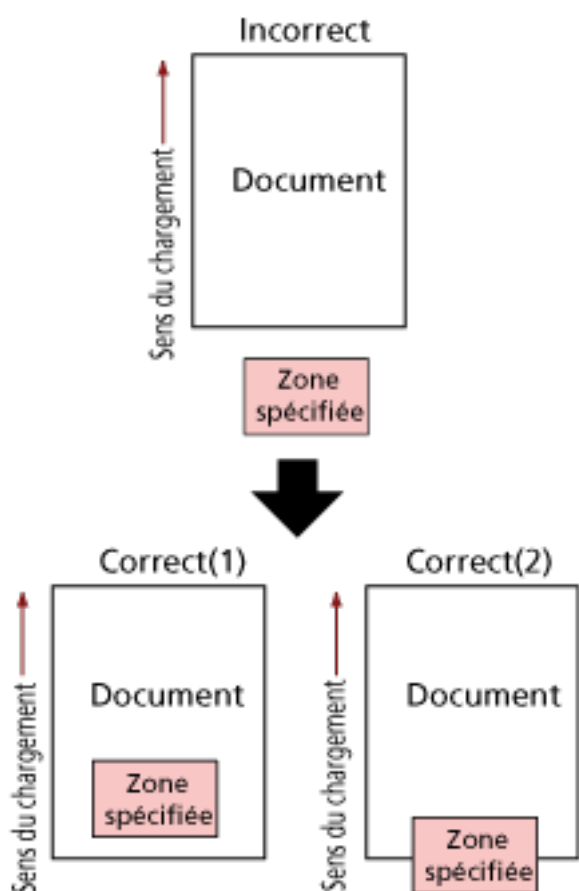 Incorrect
Sens du chargement
Document
Zone
spécifiée
Correct(1)
Sens du chargement
Document
Zone
spécifiée
Correct(2)
Sens du chargement
Document
Zone
spécifiée